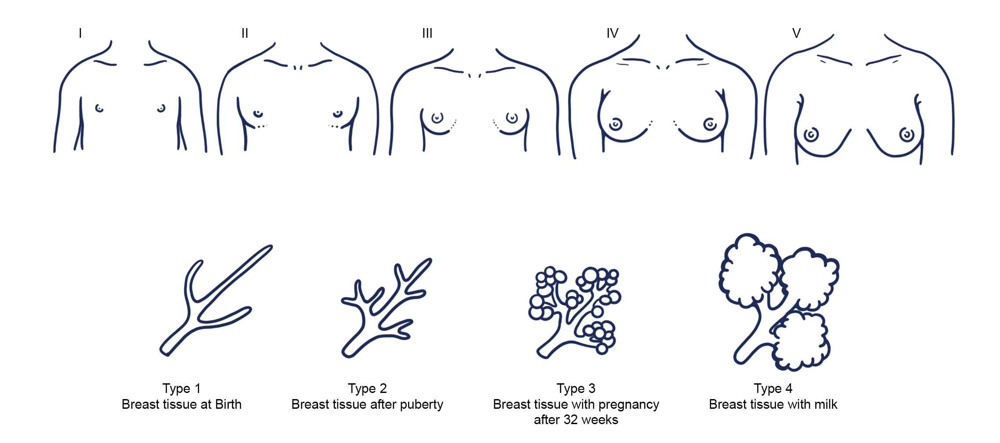 I
II
III
IV
V
Type 1
Breast tissue at Birth
Type 2
Breast tissue after puberty
Type 3
Breast tissue with pregnancy
after 32 weeks
Type 4
Breast tissue with milk